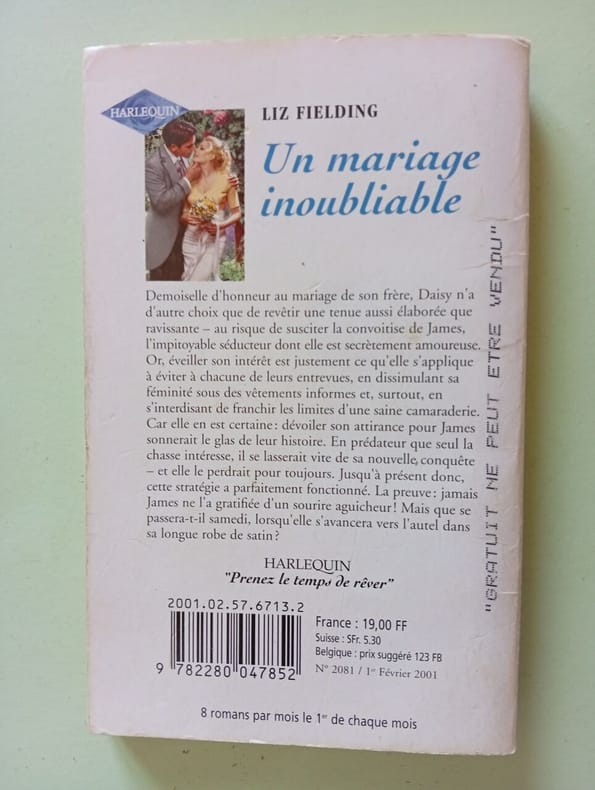 HARLEQUIN
LIZ FIELDING
Un mariage
inoubliable
Demoiselle d'honneur au mariage de son frère, Daisy n'a
d'autre choix que de revêtir une tenue aussi élaborée que
ravissante – au risque de susciter la convoitise de James,
l'impitoyable séducteur dont elle est secrètement amoureuse.
Or, éveiller son intérêt est justement ce qu'elle s'applique
à éviter à chacune de leurs entrevues, en dissimulant sa
féminité sous des vêtements informes et, surtout, en
s'interdisant de franchir les limites d'une saine camaraderie.
Car elle en est certaine : dévoiler son attirance pour James
sonnerait le glas de leur histoire. En prédateur que seul la
chasse intéresse, il se lasserait vite de sa nouvelle conquête
– et elle le perdrait pour toujours. Jusqu'à présent donc,
cette stratégie a parfaitement fonctionné. La preuve : jamais
James ne l'a gratifiée d'un sourire aguicheur ! Mais que se
passera-t-il samedi, lorsqu'elle s'avancera vers l'autel dans
sa longue robe de satin ?
HARLEQUIN
"Prenez le temps de rêver"
2001.02.57.6713.2
9 782280 047852
France : 19,00 FF
Suisse : SFr. 5.30
Belgique : prix suggéré 123 FB
N° 2081 / 1er Février 2001
8 romans par mois le 1er de chaque mois
"GRATUIT NE PEUT ETRE VENDU"